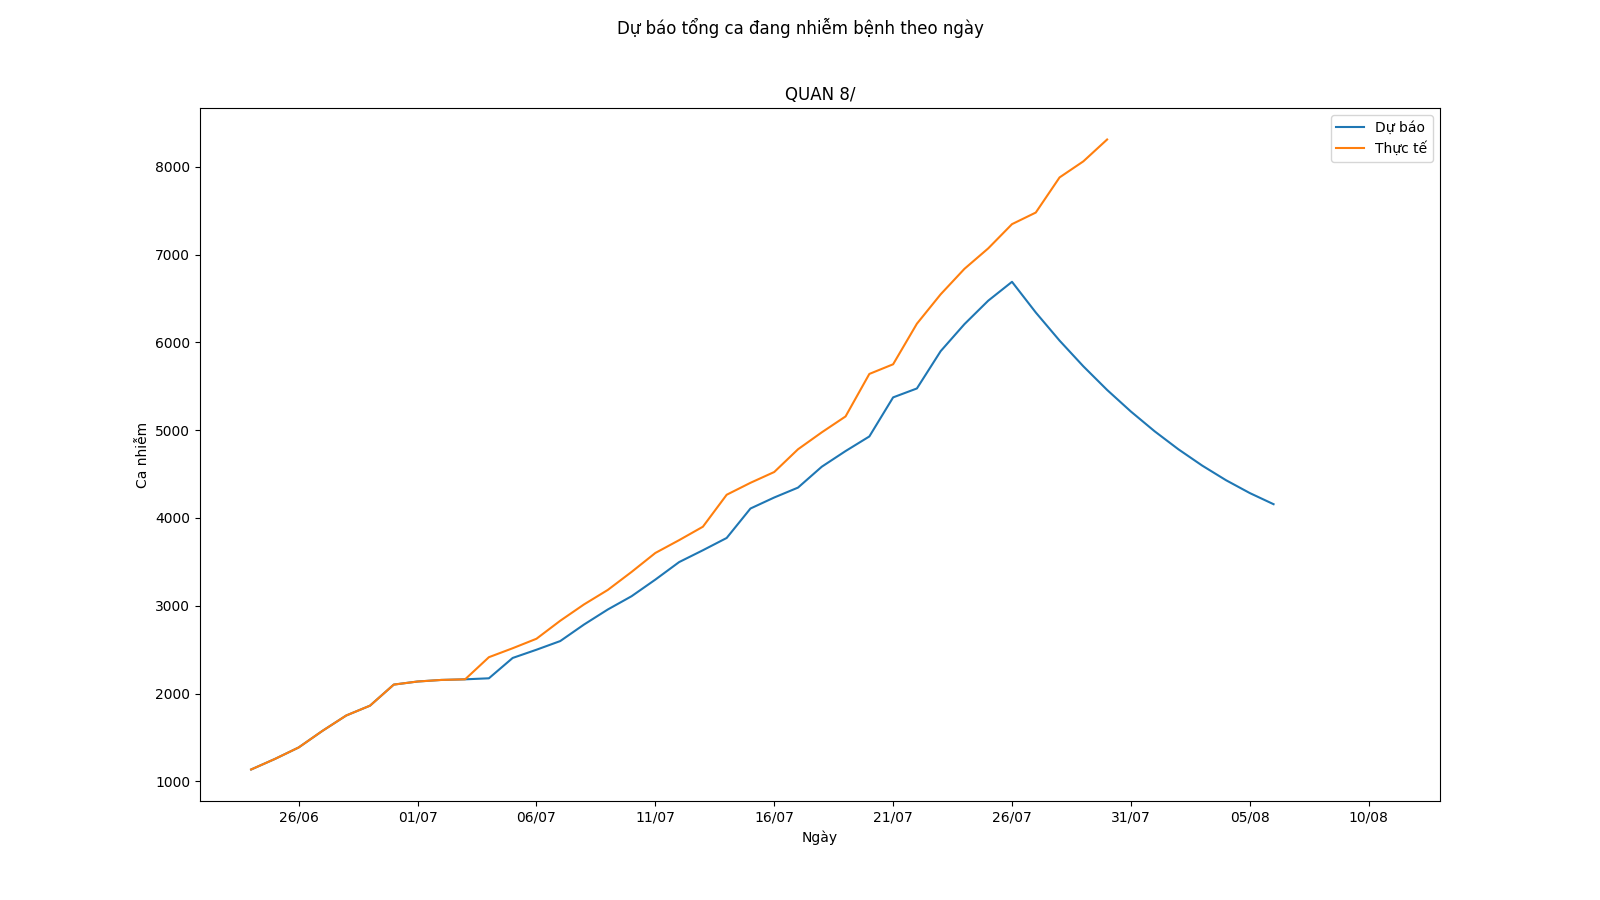 Dự báo tổng ca đang nhiễm bệnh theo ngày
QUAN 8/
Dự báo
Thực tế
8000
7000
6000
5000
4000
3000
2000
1000
Ca nhiễm
26/06 01/07 06/07 11/07 16/07 21/07 26/07 31/07 05/08 10/08
Ngày